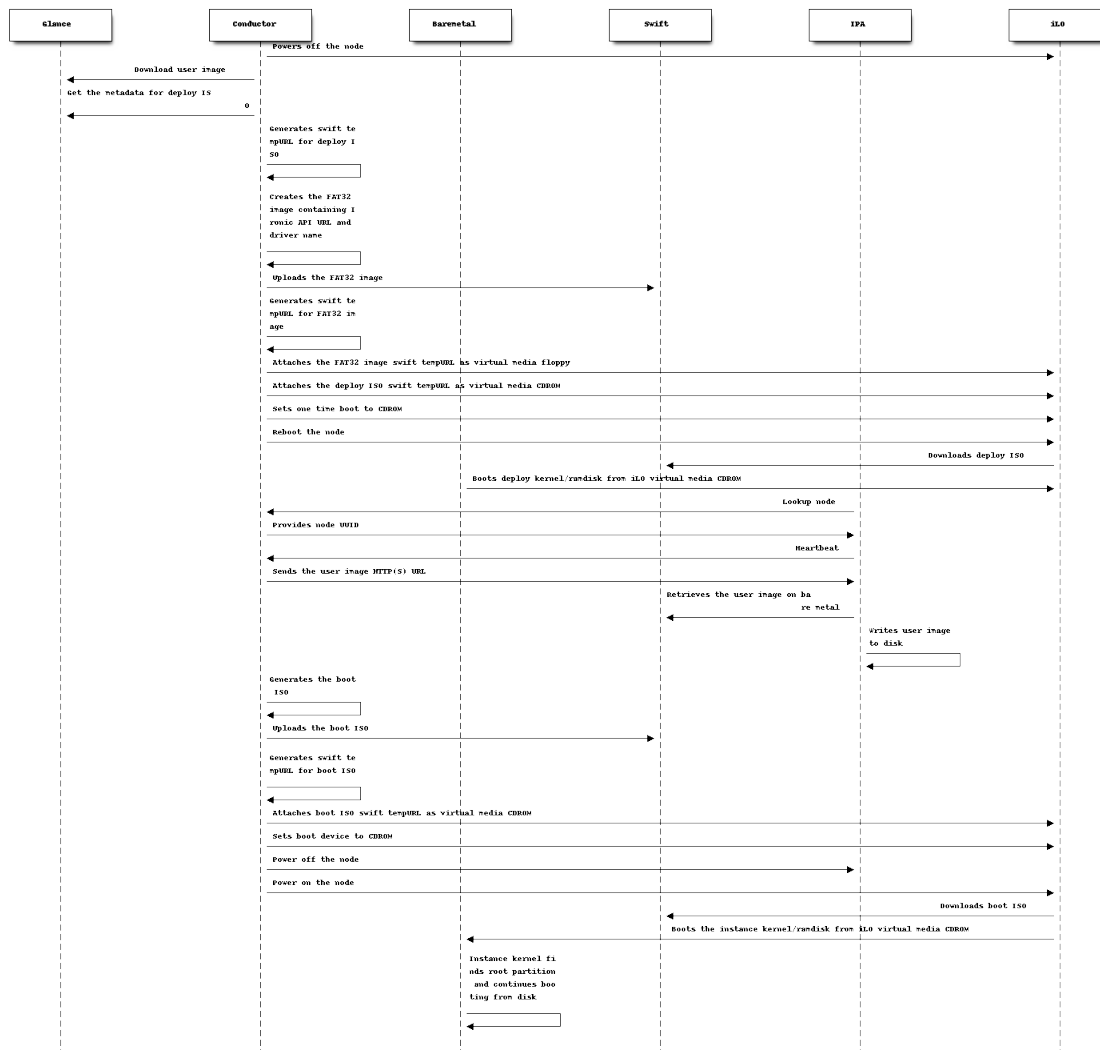 Glance
Conductor
Baremetal
Swift
IPA
iLO
Powers off the node
Download user image
Get the metadata for deploy IS
O
Generates swift te
mpURL for deploy I
SO
Creates the FAT32
image containing I
ronic API URL and
driver name
Uploads the FAT32 image
Generates swift te
mpURL for FAT32 im
age
Attaches the FAT32 image swift tempURL as virtual media floppy
Attaches the deploy ISO swift tempURL as virtual media CDROM
Sets one time boot to CDROM
Reboot the node
Downloads deploy ISO
Boots deploy kernel/ramdisk from iLO virtual media CDROM
Lookup node
Provides node UUID
Heartbeat
Sends the user image HTTP(S) URL
Retrieves the user image on ba
re metal
Writes user image
to disk
Generates the boot
ISO
Uploads the boot ISO
Generates swift te
mpURL for boot ISO
Attaches boot ISO swift tempURL as virtual media CDROM
Sets boot device to CDROM
Power off the node
Power on the node
Downloads boot ISO
Boots the instance kernel/ramdisk from iLO virtual media CDROM
Instance kernel fi
nds root partition
and continues boo
ting from disk